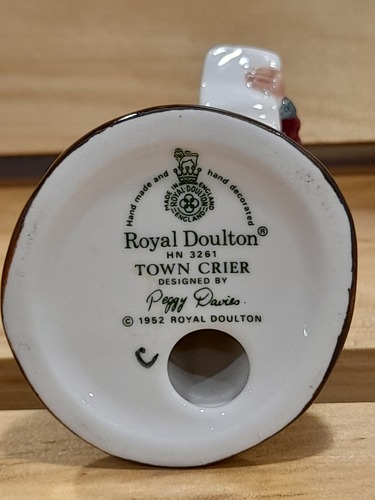 Hand made and hand decorated
MADE IN ENGLAND
ROYAL DOULTON
ENGLAND
Royal Doulton®
HN 3261
TOWN CRIER
DESIGNED BY
Peggy Davies.
© 1952 ROYAL DOULTON
C